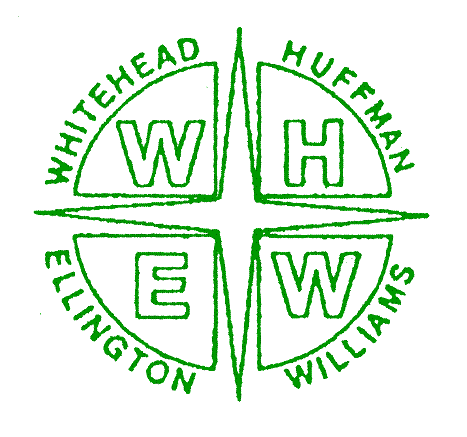 WHITEHEAD
HUFFMAN
W H
E W
ELLINGTON
WILLIAMS